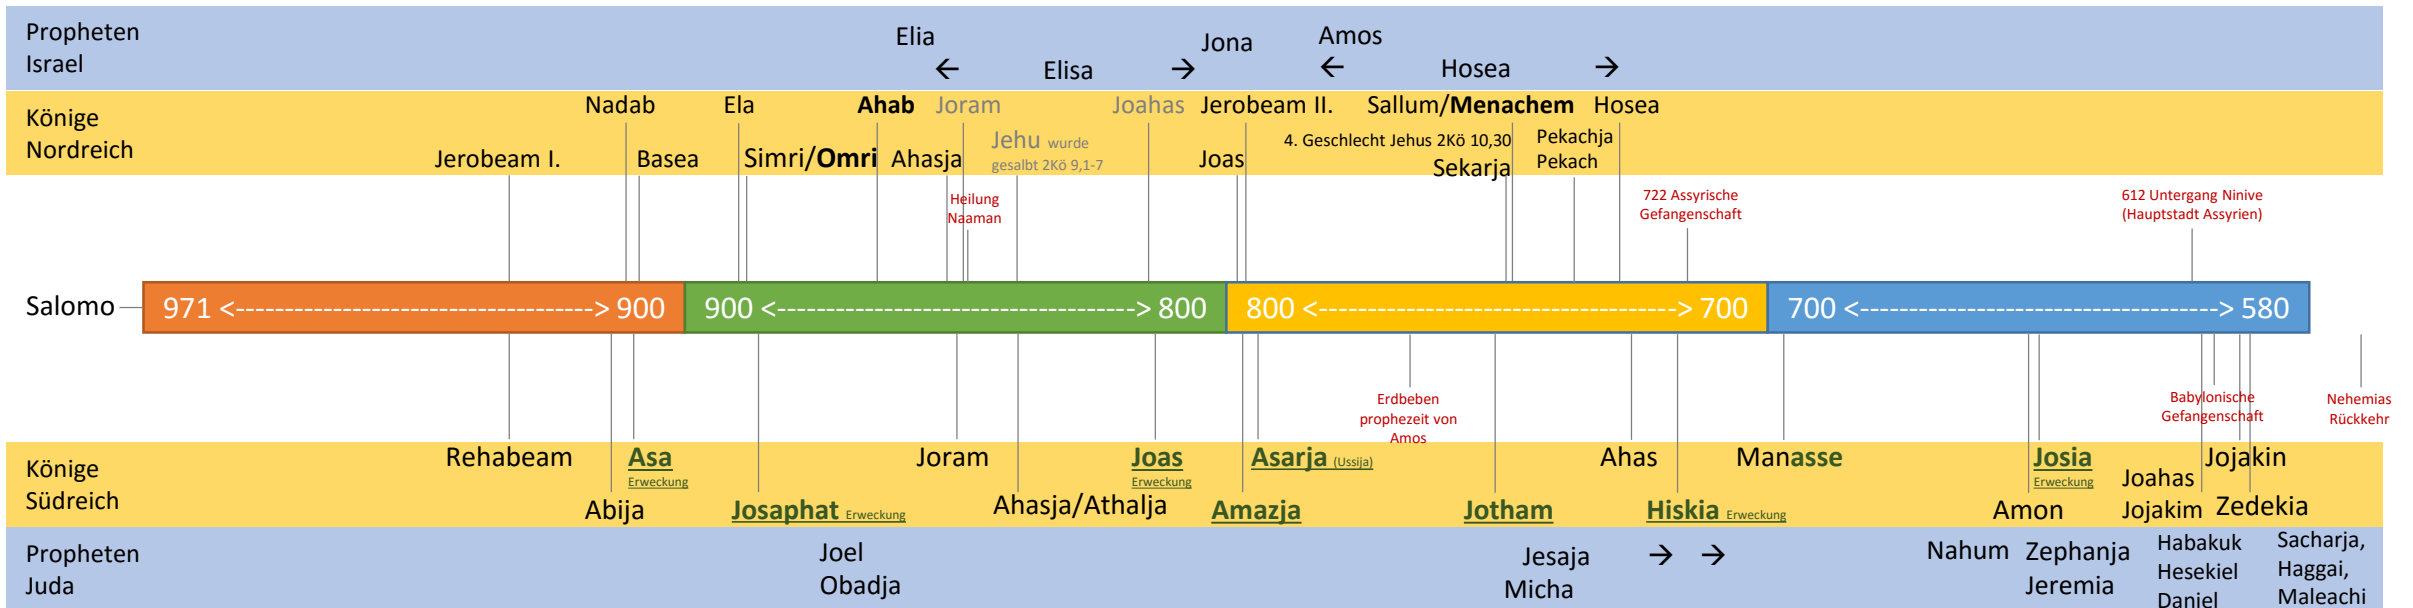 Propheten
Israel
Elia
Elisa
Jona
Amos
Hosea
← → ← →
Könige
Nordreich
Nadab
Ela
Ahab
Joram
Joahas
Jerobeam II.
Sallum/Menachem
Hosea
Jerobeam I.
Basea
Simri/Omri
Ahasja
Jehu wurde
gesalbt 2Kö 9,1-7
Joas
4. Geschlecht Jehus 2Kö 10,30
Sekarja
Pekachja
Pekach
Heilung
Naaman
722 Assyrische
Gefangenschaft
612 Untergang Ninive
(Hauptstadt Assyrien)
Salomo
971 <-----------------------------------> 900
900 <-----------------------------------> 800
800 <-----------------------------------> 700
700 <-----------------------------------> 580
Erdbeben
prophezeit von
Amos
Babylonische
Gefangenschaft
Nehemias
Rückkehr
Könige
Südreich
Rehabeam
Asa
Erweckung
Joram
Joas
Erweckung
Asarja (Ussija)
Ahas
Manasse
Josia
Erweckung
Joahas
Jojakim
Jojakin
Abija
Josaphat Erweckung
Ahasja/Athalja
Amazja
Jotham
Hiskia Erweckung
Amon
Zedekia
Propheten
Juda
Joel
Obadja
Jesaja → →
Micha
Nahum
Zephanja
Jeremia
Habakuk
Hesekiel
Daniel
Sacharja,
Haggai,
Maleachi